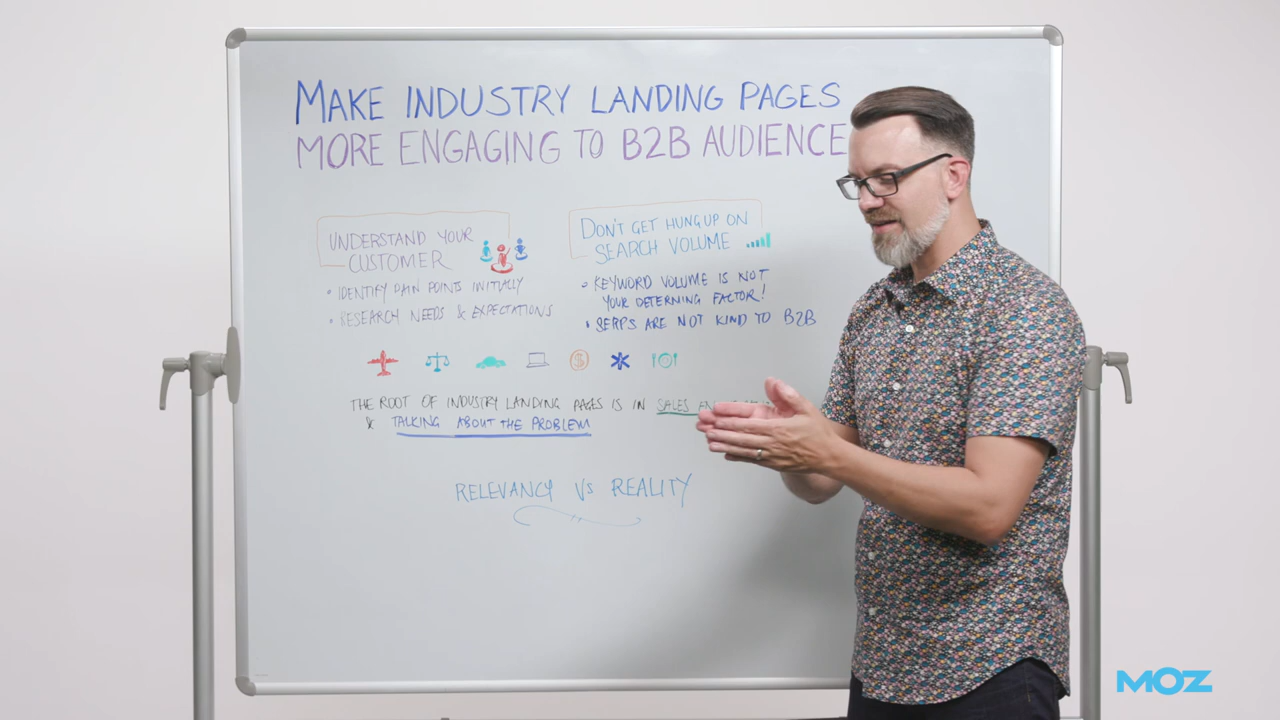 MAKE INDUSTRY LANDING PAGES
MORE ENGAGING TO B2B AUDIENCE
UNDERSTAND YOUR
CUSTOMER
• IDENTIFY PAIN POINTS INITIALLY
• RESEARCH NEEDS & EXPECTATIONS
DON'T GET HUNG UP ON
SEARCH VOLUME
• KEYWORD VOLUME IS NOT
YOUR DETERNING FACTOR!
• SERPS ARE NOT KIND TO B2B
THE ROOT OF INDUSTRY LANDING PAGES IS IN SALES
& TALKING ABOUT THE PROBLEM
RELEVANCY VS REALITY
MOZ